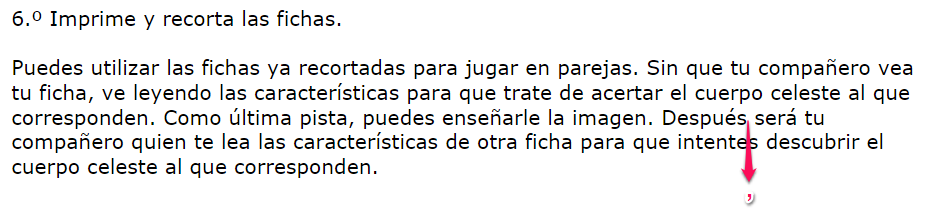 6.º Imprime y recorta las fichas.
Puedes utilizar las fichas ya recortadas para jugar en parejas. Sin que tu compañero vea
tu ficha, ve leyendo las características para que trate de acertar el cuerpo celeste al que
corresponden. Como última pista, puedes enseñarle la imagen. Después será tu
compañero quien te lea las características de otra ficha para que intentes descubrir el
cuerpo celeste al que corresponden.
,